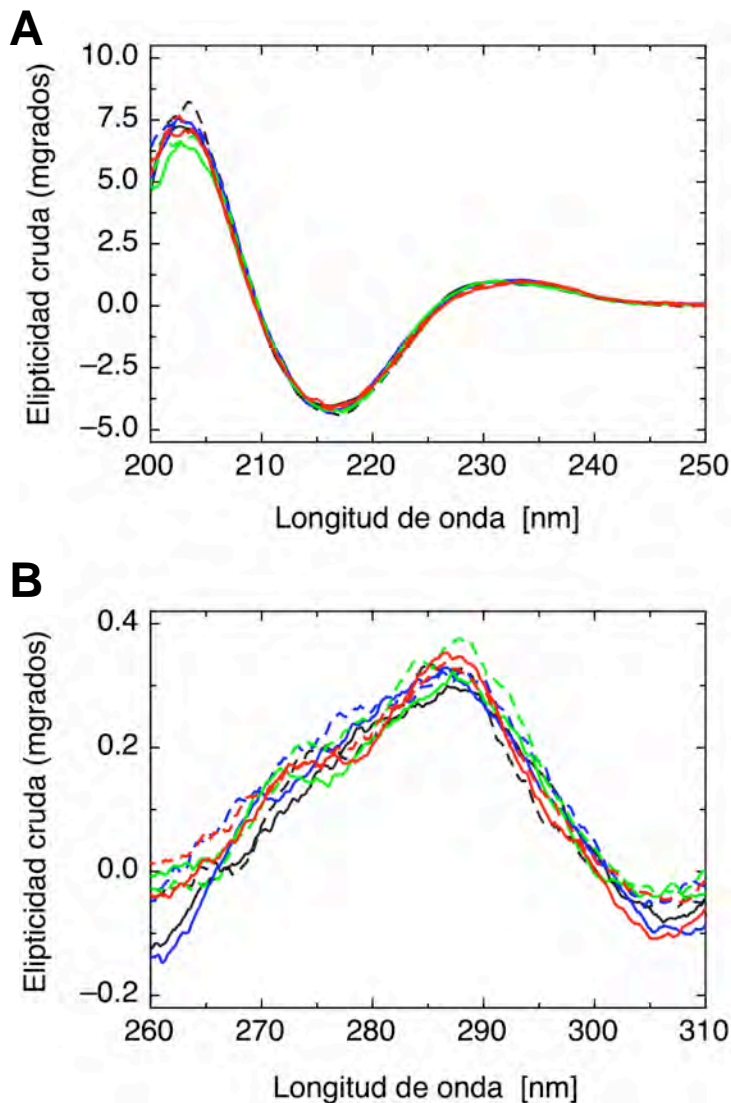 A
Elipticidad cruda (mgrados)
10.0
7.5
5.0
2.5
0.0
−2.5
−5.0
200 210 220 230 240 250
Longitud de onda [nm]
B
Elipticidad cruda (mgrados)
0.4
0.2
0.0
−0.2
260 270 280 290 300 310
Longitud de onda [nm]